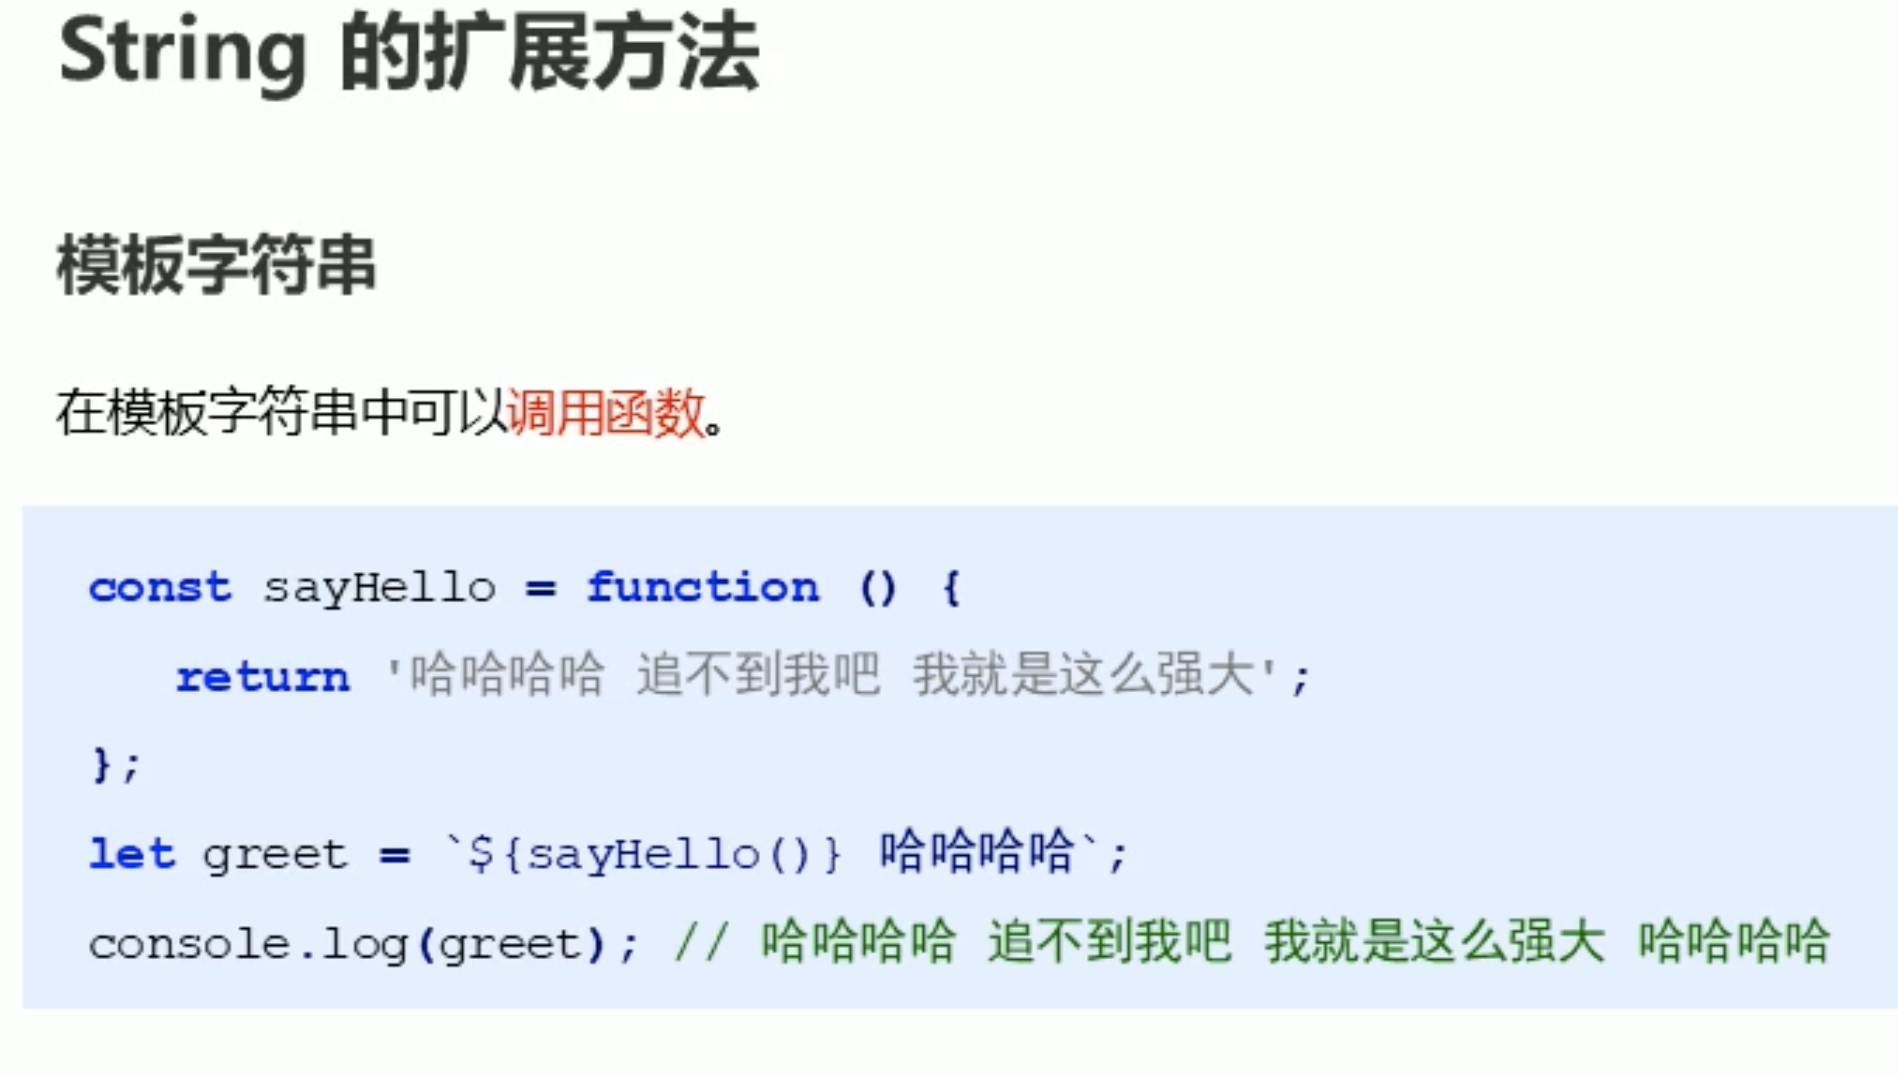 String 的扩展方法
模板字符串
在模板字符串中可以调用函数。
const sayHello = function () {
return '哈哈哈哈 追不到我吧 我就是这么强大';
};
let greet = `${sayHello()} 哈哈哈哈`;
console.log(greet); // 哈哈哈哈 追不到我吧 我就是这么强大 哈哈哈哈